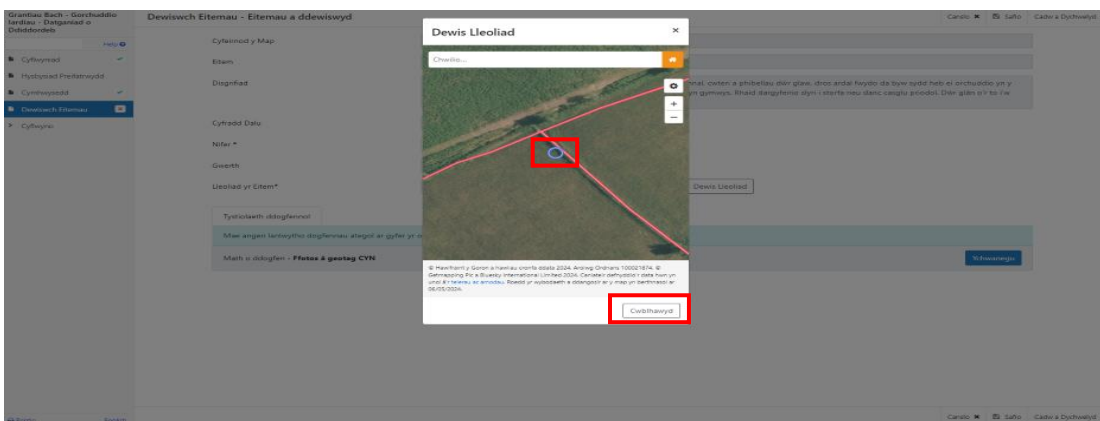 Grantiau Bach - Gorchuddio
Iardiau - Datganiad o
Ddiddordeb
Help
Cyflwyniad
Hysbysiad Preifatrwydd
Cymhwysedd
Dewiswch Eitemau
Cyflwyno
Dewiswch Eitemau - Eitemau a ddewiswyd
Canslo ✖ Safio Cadw a Dychwelyd
Cyfeirnod y Map
Eitem
Disgrifiad
Cyfradd Dalu
Nifer *
Gwerth
Lleoliad yr Eitem*
Dewis Lleoliad
Tystiolaeth ddogfennol
Mae angen lanlwytho dogfennau ategol ar gyfer yr
Math o ddogfen - Ffotos â geotag CYN
Ychwanegu
Dewis Lleoliad ×
Chwilio...
+
−
© Hawlfraint y Goron a hawliau cronfa ddata 2024. Arolwg Ordnans 100021874. ©
Getmapping Plc a Bluesky International Limited 2024. Caniateir defnyddio'r data hwn yn
unol â'r telerau ac amodau. Roedd yr wybodaeth a ddangosir ar y map yn berthnasol ar
06/05/2024.
Cwblhawyd
Canslo ✖ Safio Cadw a Dychwelyd
English